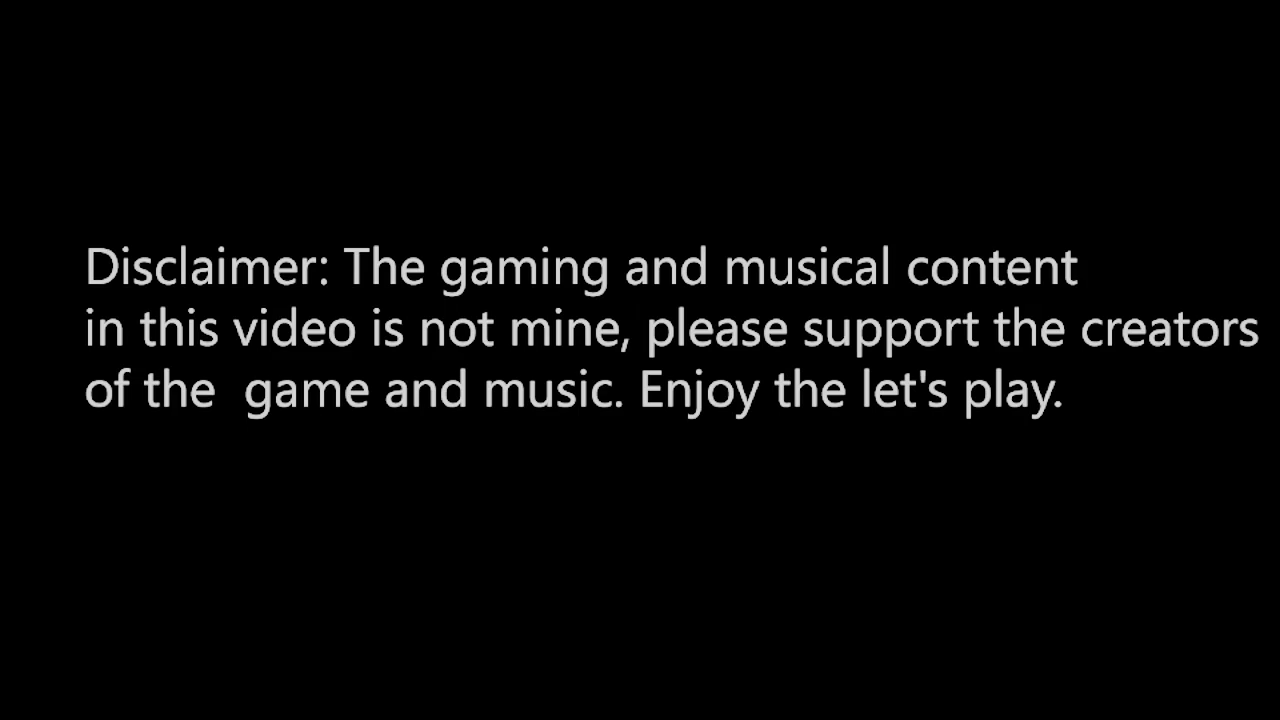 Disclaimer: The gaming and musical content
in this video is not mine, please support the creators
of the  game and music. Enjoy the let's play.